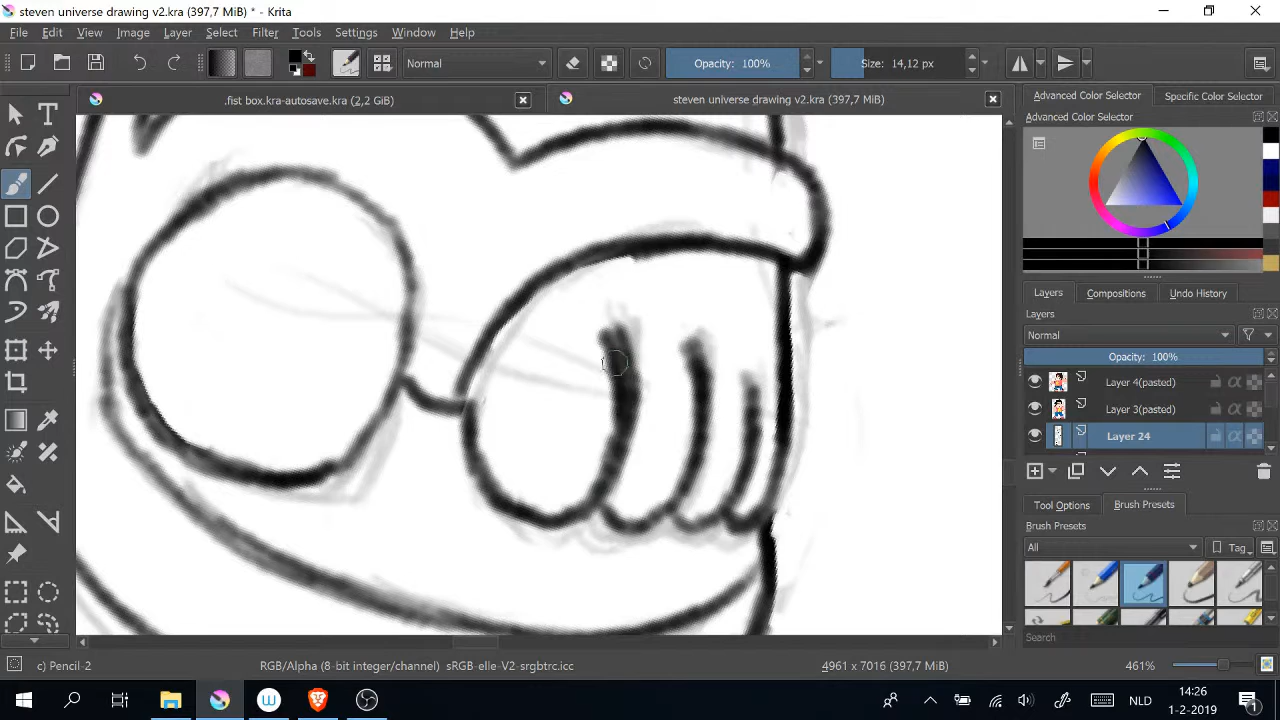 steven universe drawing v2.kra (397,7 MiB) * - Krita
File Edit View Image Layer Select Filter Tools Settings Window Help
Normal
Opacity: 100%
Size: 14,12 px
.fist box.kra-autosave.kra (2,2 GiB)
steven universe drawing v2.kra (397,7 MiB)
Advanced Color Selector
Specific Color Selector
Advanced Color Selector
Layers
Compositions
Undo History
Layers
Normal
Opacity: 100%
Layer 4(pasted)
Layer 3(pasted)
Layer 24
Tool Options
Brush Presets
Brush Presets
All
Tag
Search
c) Pencil-2
RGB/Alpha (8-bit integer/channel) sRGB-elle-V2-srgbtrc.icc
4961 x 7016 (397,7 MiB)
461%
NLD
14:26
1-2-2019
1